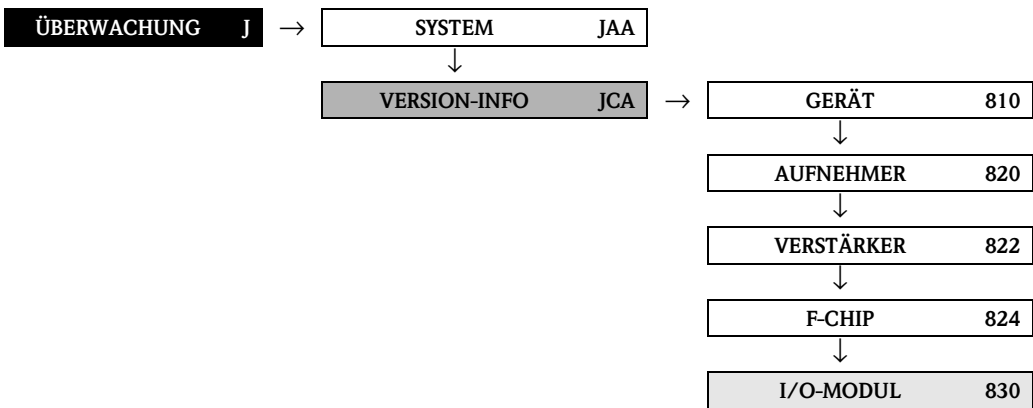 ÜBERWACHUNG J → SYSTEM JAA
↓
VERSION-INFO JCA → GERÄT 810
↓
AUFNEHMER 820
↓
VERSTÄRKER 822
↓
F-CHIP 824
↓
I/O-MODUL 830